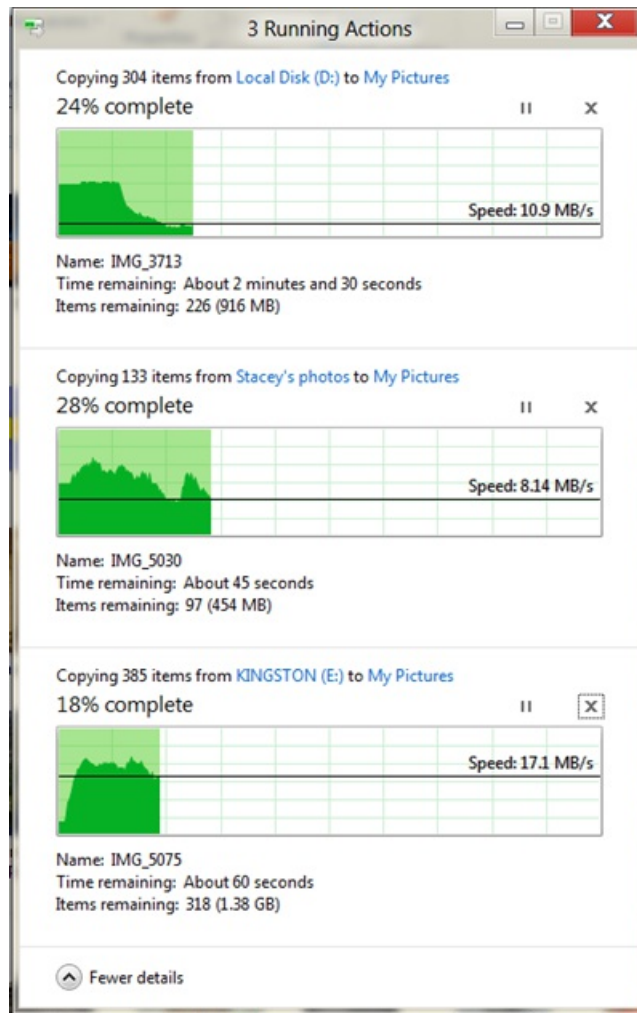 3 Running Actions
Copying 304 items from Local Disk (D:) to My Pictures
24% complete
Speed: 10.9 MB/s
Name: IMG_3713
Time remaining: About 2 minutes and 30 seconds
Items remaining: 226 (916 MB)
Copying 133 items from Stacey's photos to My Pictures
28% complete
Speed: 8.14 MB/s
Name: IMG_5030
Time remaining: About 45 seconds
Items remaining: 97 (454 MB)
Copying 385 items from KINGSTON (E:) to My Pictures
18% complete
Speed: 17.1 MB/s
Name: IMG_5075
Time remaining: About 60 seconds
Items remaining: 318 (1.38 GB)
Fewer details